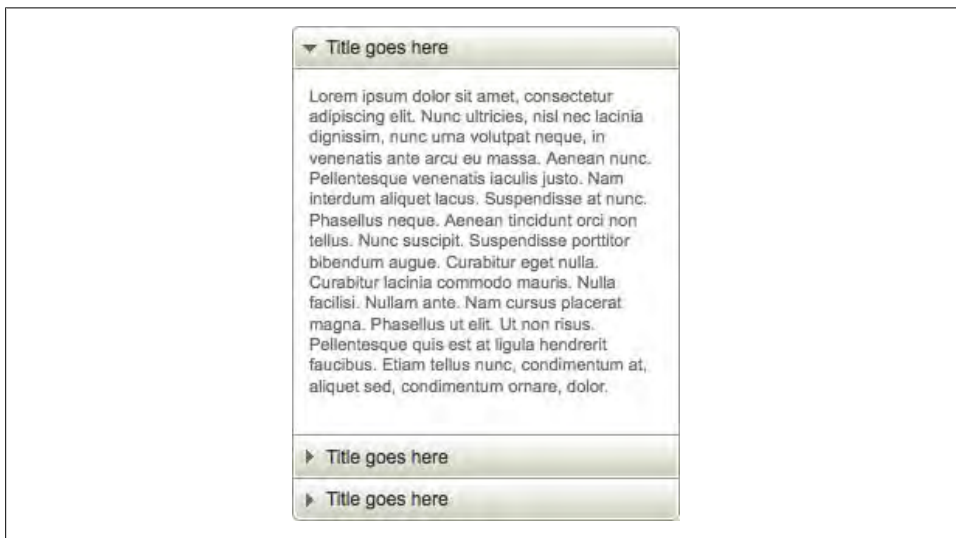 Title goes here
Lorem ipsum dolor sit amet, consectetur
adipiscing elit. Nunc ultricies, nisl nec lacinia
dignissim, nunc urna volutpat neque, in
venenatis ante arcu eu massa. Aenean nunc.
Pellentesque venenatis iaculis justo. Nam
interdum aliquet lacus. Suspendisse at nunc.
Phasellus neque. Aenean tincidunt orci non
tellus. Nunc suscipit. Suspendisse porttitor
bibendum augue. Curabitur eget nulla.
Curabitur lacinia commodo mauris. Nulla
facilisi. Nullam ante. Nam cursus placerat
magna. Phasellus ut elit. Ut non risus.
Pellentesque quis est at ligula hendrerit
faucibus. Etiam tellus nunc, condimentum at,
aliquet sed, condimentum ornare, dolor.
Title goes here
Title goes here